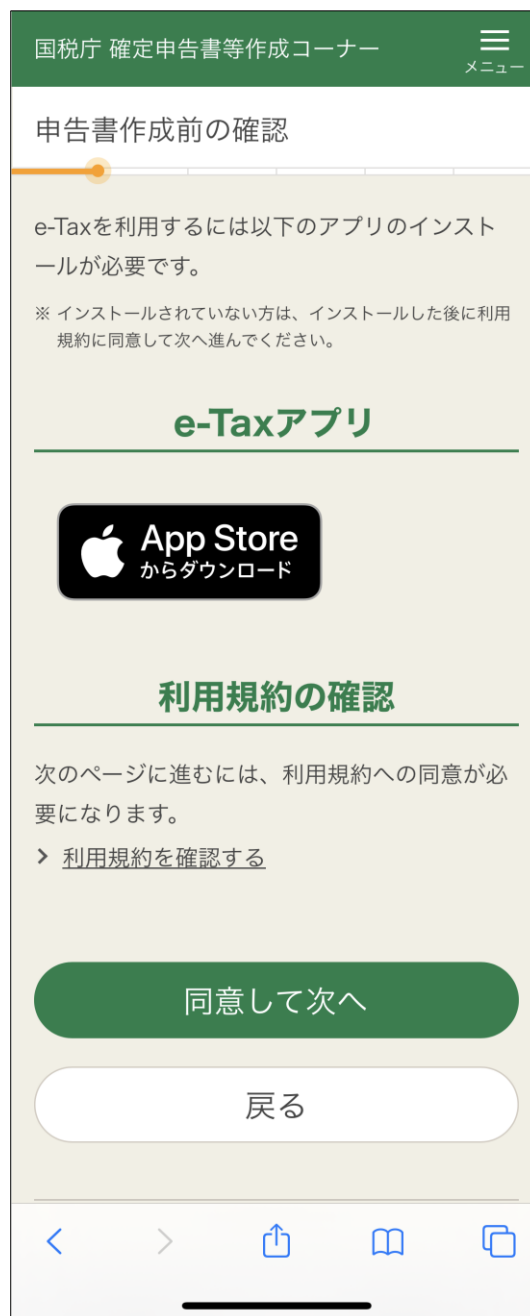 国税庁 確定申告書等作成コーナー
メニュー
申告書作成前の確認
e-Taxを利用するには以下のアプリのインスト
ールが必要です。
※ インストールされていない方は、インストールした後に利用
規約に同意して次へ進んでください。
e-Taxアプリ
App Store
からダウンロード
利用規約の確認
次のページに進むには、利用規約への同意が必
要になります。
利用規約を確認する
同意して次へ
戻る